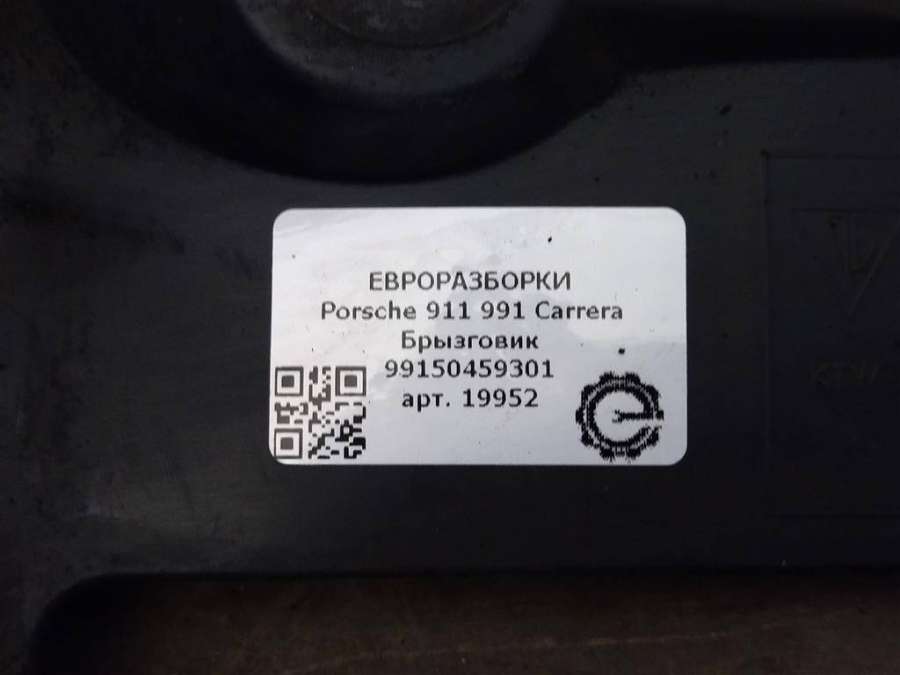 ЕВРОРАЗБОРКИ
Porsche 911 991 Carrera
Брызговик
99150459301
арт. 19952